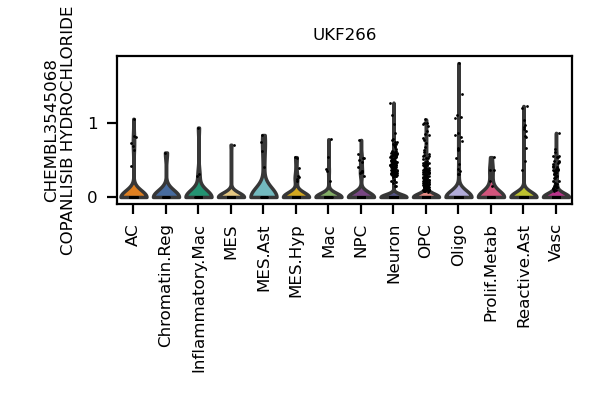 UKF266
CHEMBL3545068
COPANLISIB HYDROCHLORIDE
1
0
AC
Chromatin.Reg
Inflammatory.Mac
MES
MES.Ast
MES.Hyp
Mac
NPC
Neuron
OPC
Oligo
Prolif.Metab
Reactive.Ast
Vasc